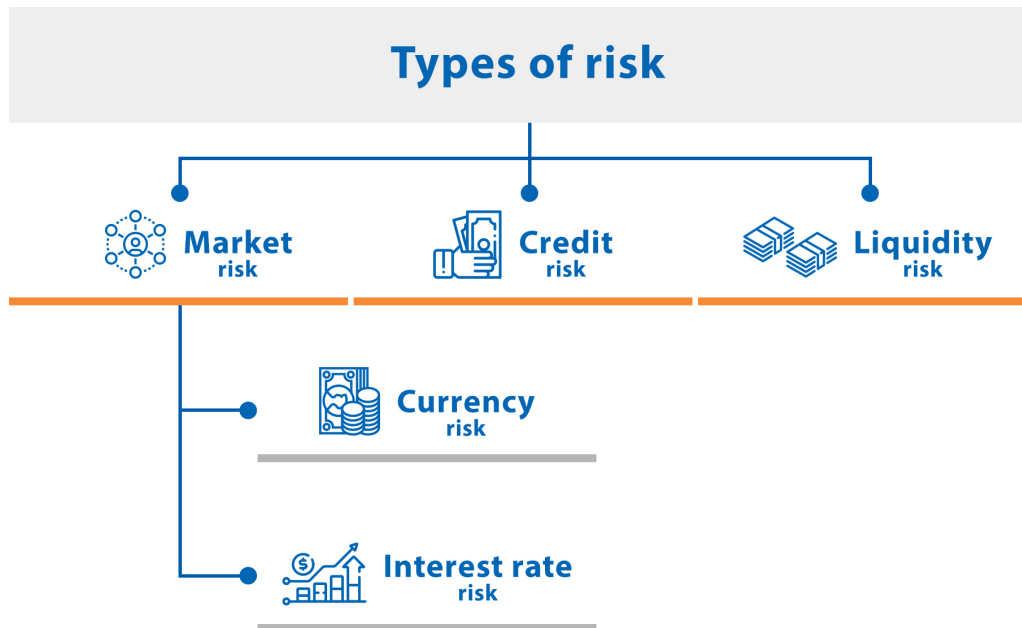 Types of risk
Market
risk
Credit
risk
Liquidity
risk
Currency
risk
Interest rate
risk